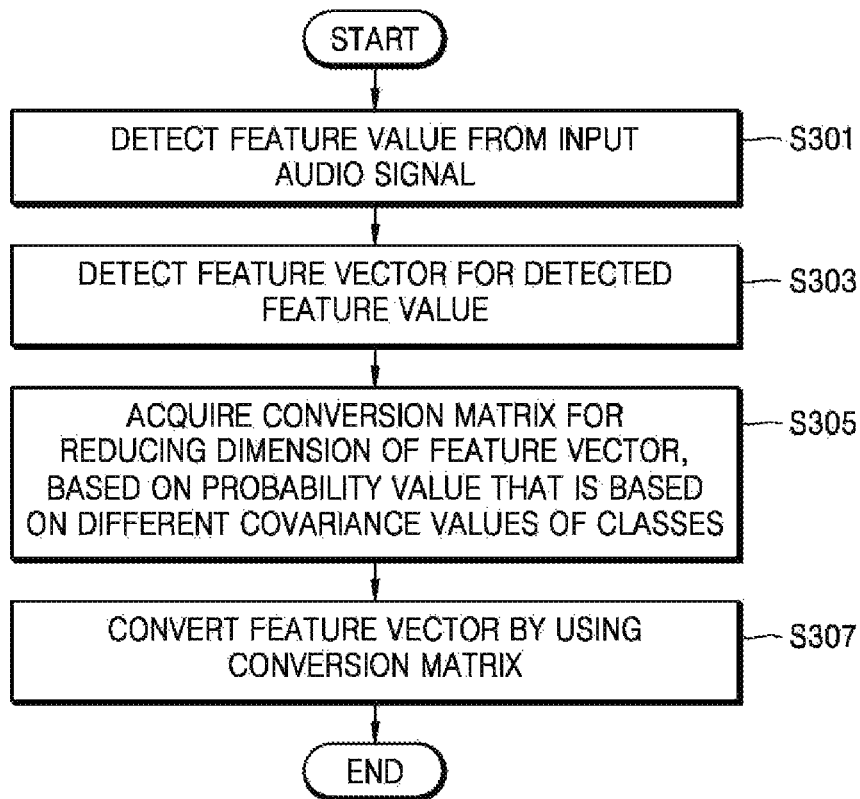 START
DETECT FEATURE VALUE FROM INPUT
AUDIO SIGNAL
S301
DETECT FEATURE VECTOR FOR DETECTED
FEATURE VALUE
S303
ACQUIRE CONVERSION MATRIX FOR
REDUCING DIMENSION OF FEATURE VECTOR,
BASED ON PROBABILITY VALUE THAT IS BASED
ON DIFFERENT COVARIANCE VALUES OF CLASSES
S305
CONVERT FEATURE VECTOR BY USING
CONVERSION MATRIX
S307
END